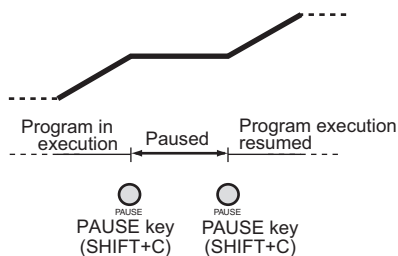 Program in
execution
Paused
Program execution
resumed
PAUSE
PAUSE
PAUSE key
(SHIFT+C)
PAUSE key
(SHIFT+C)